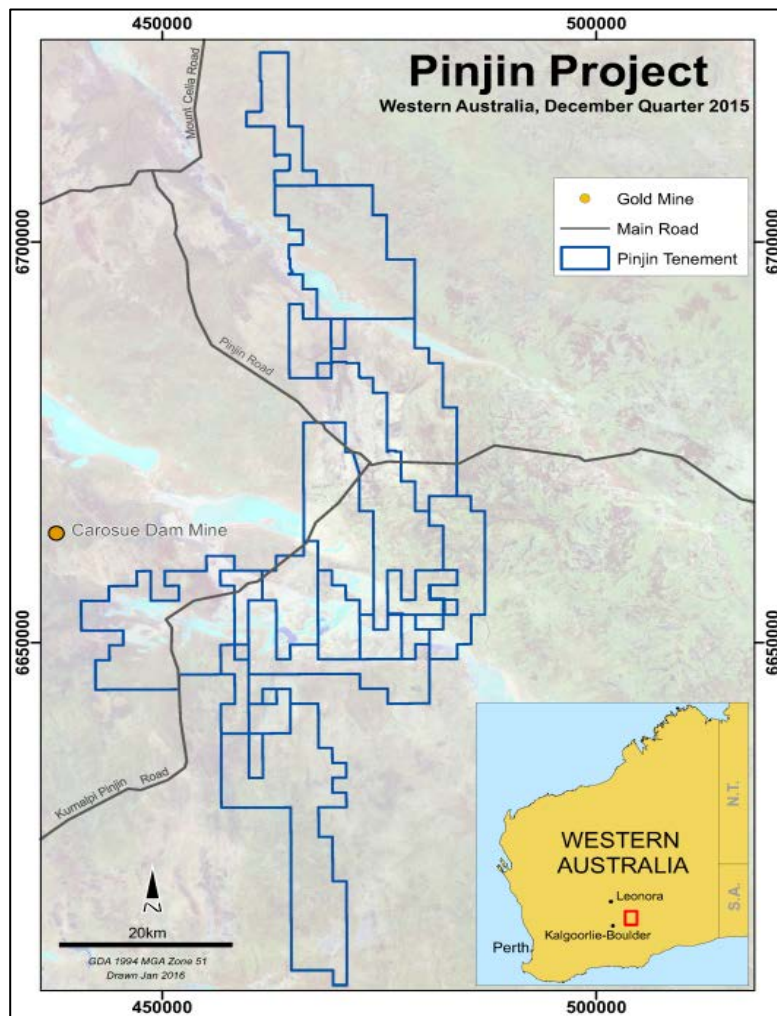 450000
500000
Pinjin Project
Western Australia, December Quarter 2015
Mount Celia Road
Gold Mine
Main Road
Pinjin Tenement
6700000
6700000
Pinjin Road
Carosue Dam Mine
6650000
6650000
Kurnalpi Pinjin Road
20km
GDA 1994 MGA Zone 51
Drawn Jan 2016
N.T.
WESTERN
AUSTRALIA
S.A.
Leonora
Kalgoorlie-Boulder
Perth
450000
500000